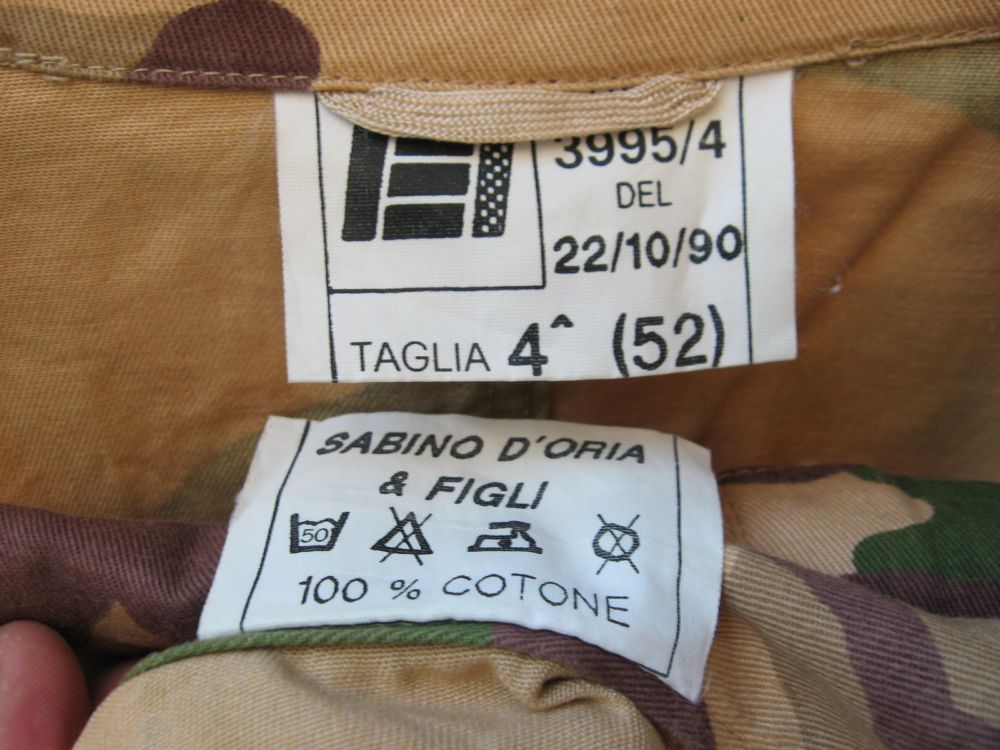 3995/4
DEL
22/10/90
TAGLIA 4^ (52)
SABINO D'ORIA
& FIGLI
50
100 % COTONE